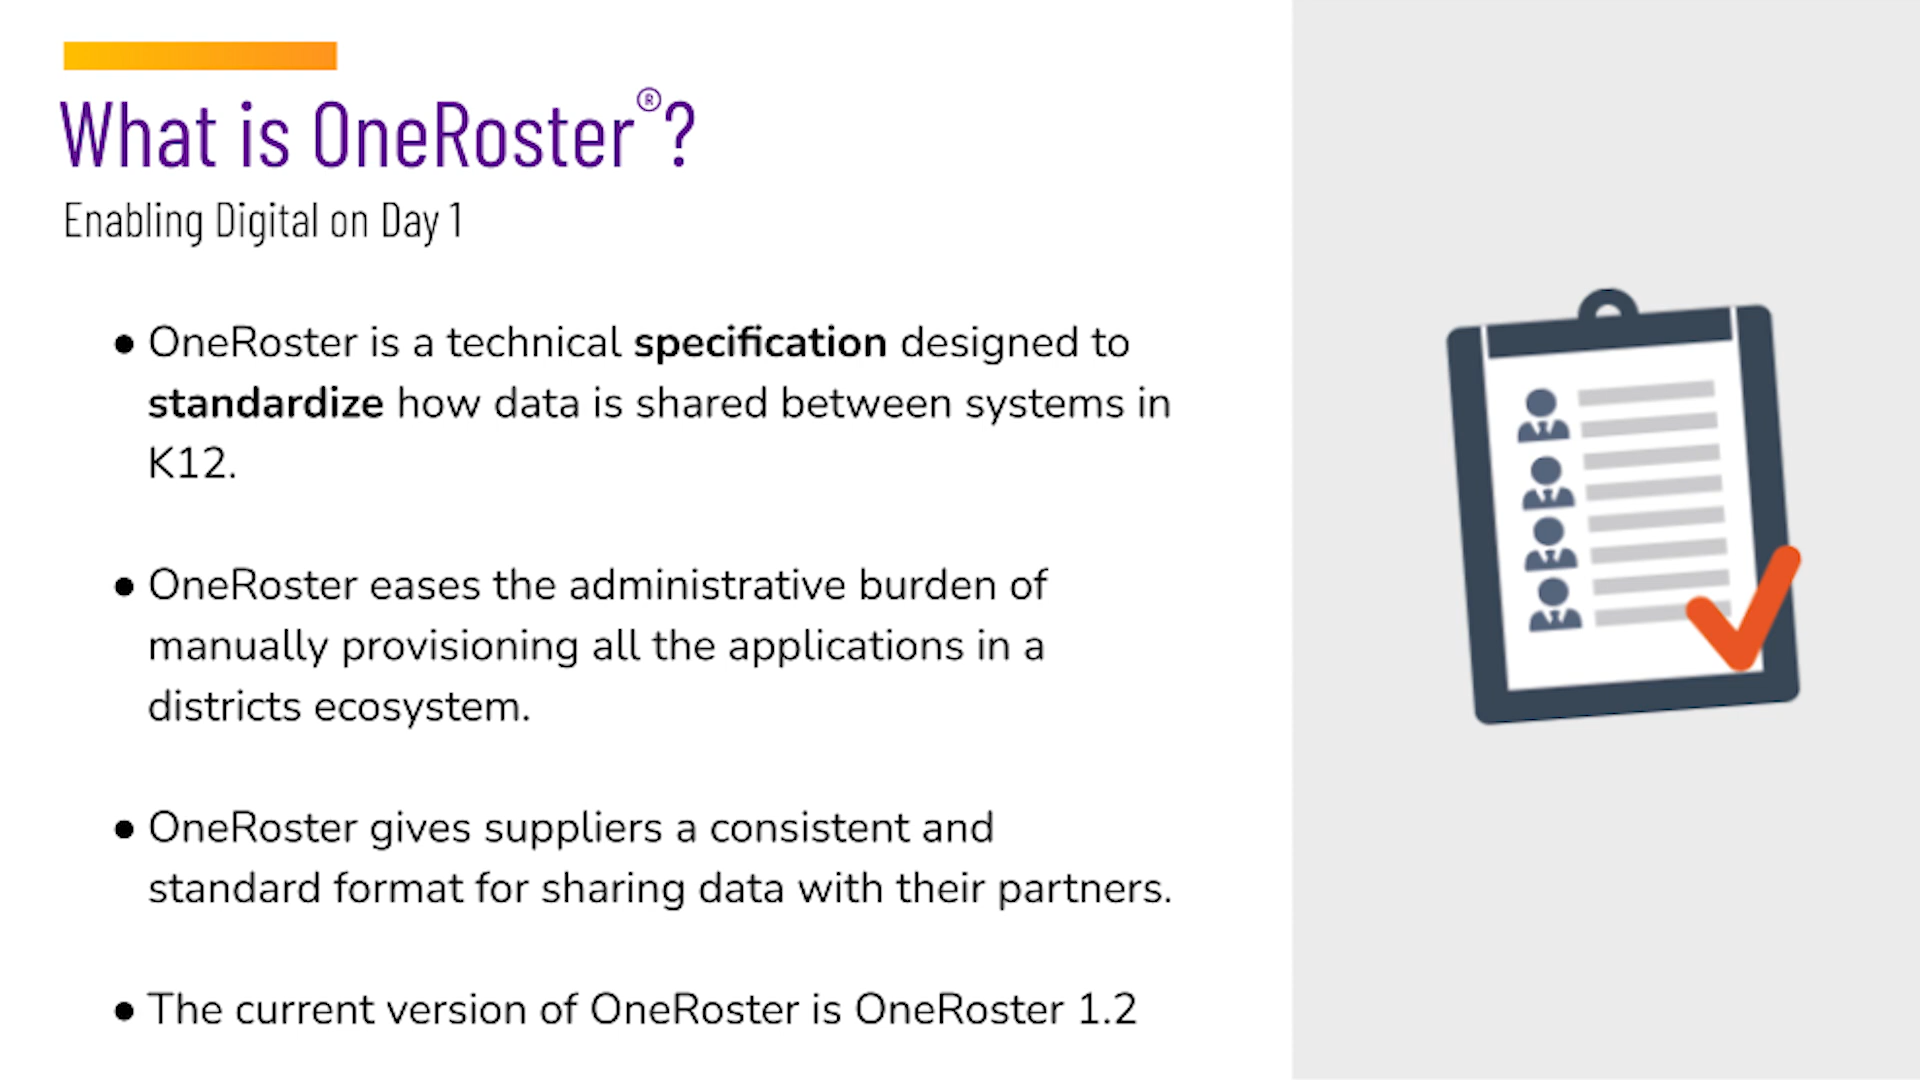 What is OneRoster®?
Enabling Digital on Day 1
● OneRoster is a technical specification designed to
standardize how data is shared between systems in
K12.
● OneRoster eases the administrative burden of
manually provisioning all the applications in a
districts ecosystem.
● OneRoster gives suppliers a consistent and
standard format for sharing data with their partners.
● The current version of OneRoster is OneRoster 1.2